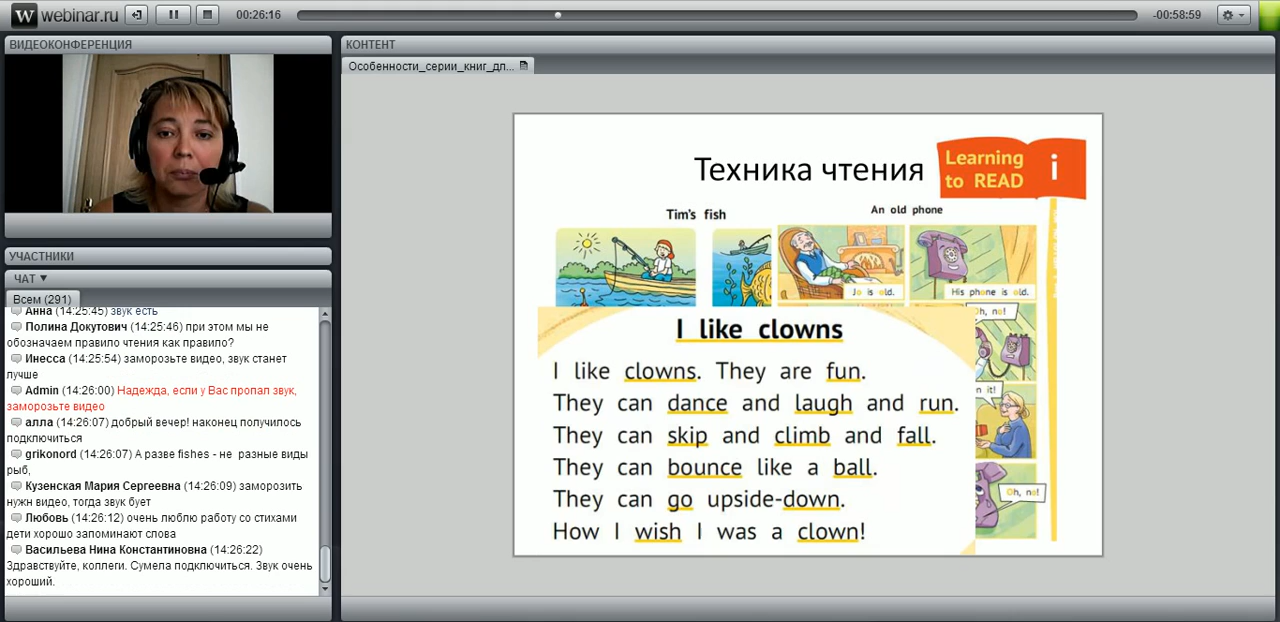 webinar.ru
00:26:16
-00:58:59
ВИДЕОКОНФЕРЕНЦИЯ
УЧАСТНИКИ
ЧАТ
Всем (291)
Анна (14:25:45) звук есть
Полина Докутович (14:25:46) при этом мы не
обозначаем правило чтения как правило?
Инесса (14:25:54) заморозьте видео, звук станет
лучше
Admin (14:26:00) Надежда, если у Вас пропал звук,
заморозьте видео
алла (14:26:07) добрый вечер! наконец получилось
подключиться
grikonord (14:26:07) А разве fishes - не разные виды
рыб,
Кузенская Мария Сергеевна (14:26:09) заморозить
нужн видео, тогда звук бует
Любовь (14:26:12) очень люблю работу со стихами
дети хорошо запоминают слова
Васильева Нина Константиновна (14:26:22)
Здравствуйте, коллеги. Сумела подключиться. Звук очень
хороший.
КОНТЕНТ
Особенности_серии_книг_дл...
Техника чтения
Learning
to READ
i
Tim's fish
An old phone
Jo is old.
His phone is old.
Oh, no!
n it!
Oh, no!
I like clowns
I like clowns. They are fun.
They can dance and laugh and run.
They can skip and climb and fall.
They can bounce like a ball.
They can go upside-down.
How I wish I was a clown!